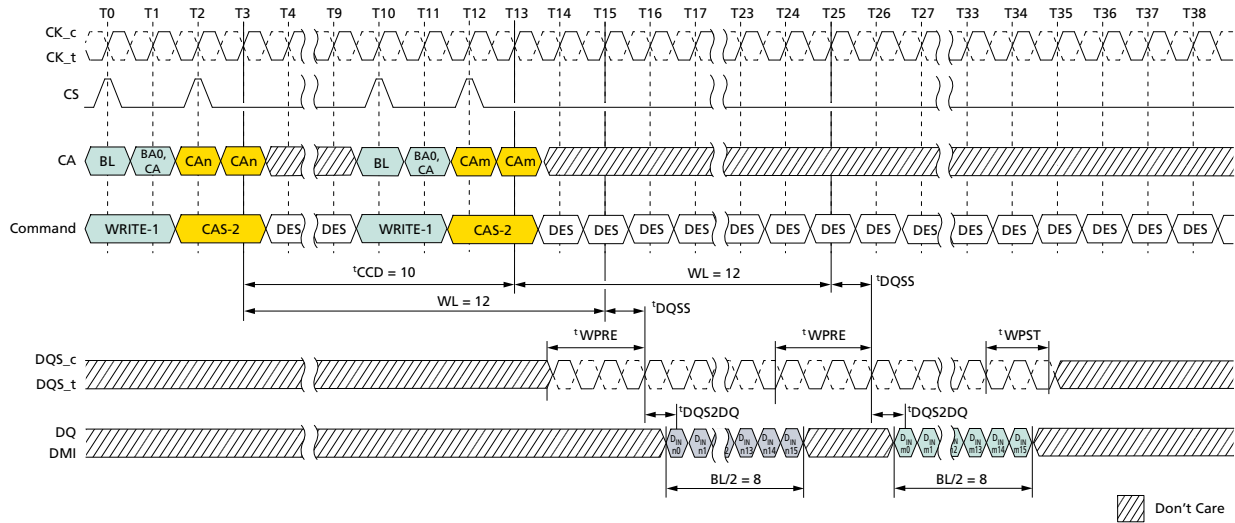 T0 T1 T2 T3 T4 T9 T10 T11 T12 T13 T14 T15 T16 T17 T23 T24 T25 T26 T27 T33 T34 T35 T36 T37 T38
CK_c
CK_t
CS
CA BL BA0, CA CAn CAn BL BA0, CA CAm CAm
Command WRITE-1 CAS-2 DES DES WRITE-1 CAS-2 DES DES DES DES DES DES DES DES DES DES DES DES DES DES DES
tCCD = 10 WL = 12 tDQSS
WL = 12 tDQSS
tWPRE tWPRE tWPST
DQS_c
DQS_t
tDQS2DQ tDQS2DQ
DQ
DMI
DIN n0 DIN n1 DIN n13 DIN n14 DIN n15 DIN m0 DIN m1 DIN m13 DIN m14 DIN m15
BL/2 = 8 BL/2 = 8
Don't Care